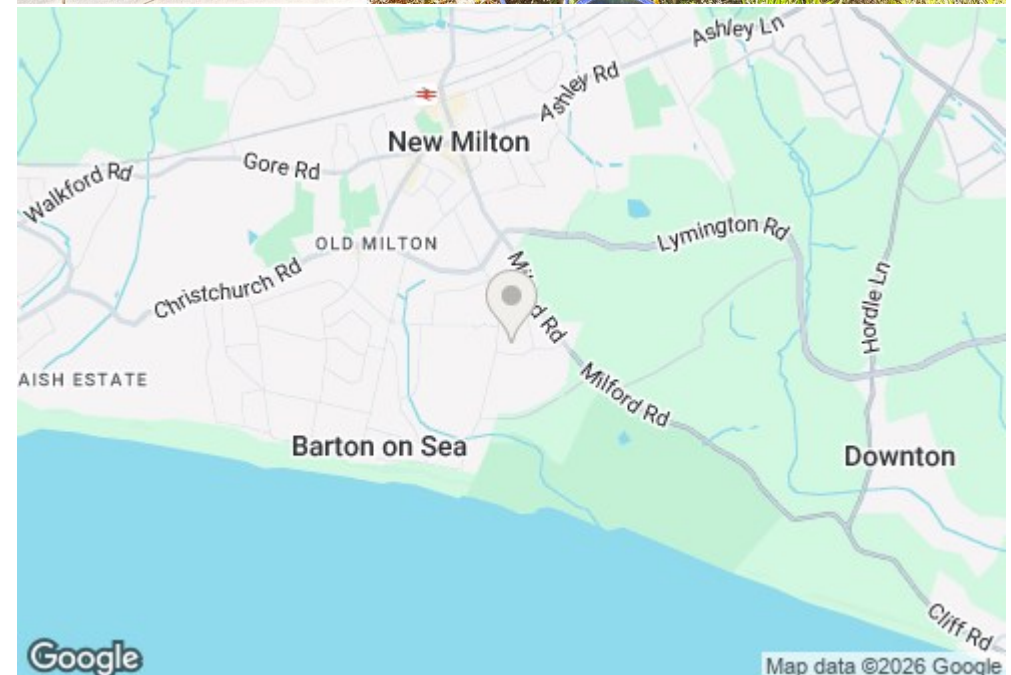 Ashley Ln
Ashley Rd
New Milton
Gore Rd
Walkford Rd
Lymington Rd
OLD MILTON
Christchurch Rd
Milford Rd
Hordle Ln
AISH ESTATE
Milford Rd
Barton on Sea
Downton
Cliff Rd
Google
Map data ©2026 Google